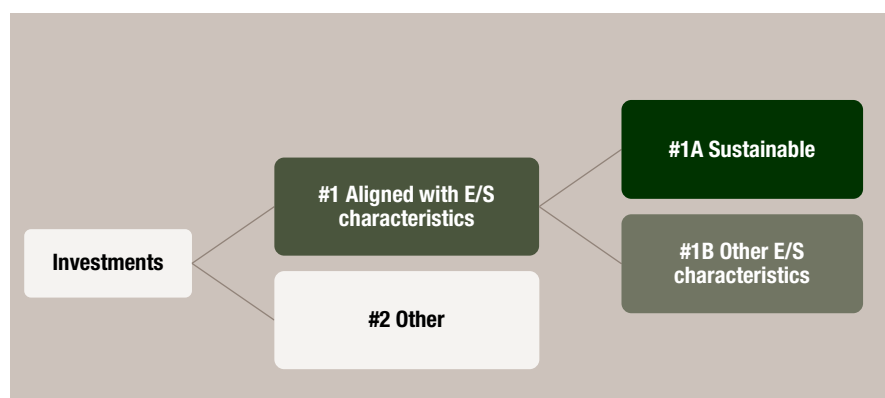 Investments
#1 Aligned with E/S
characteristics
#2 Other
#1A Sustainable
#1B Other E/S
characteristics